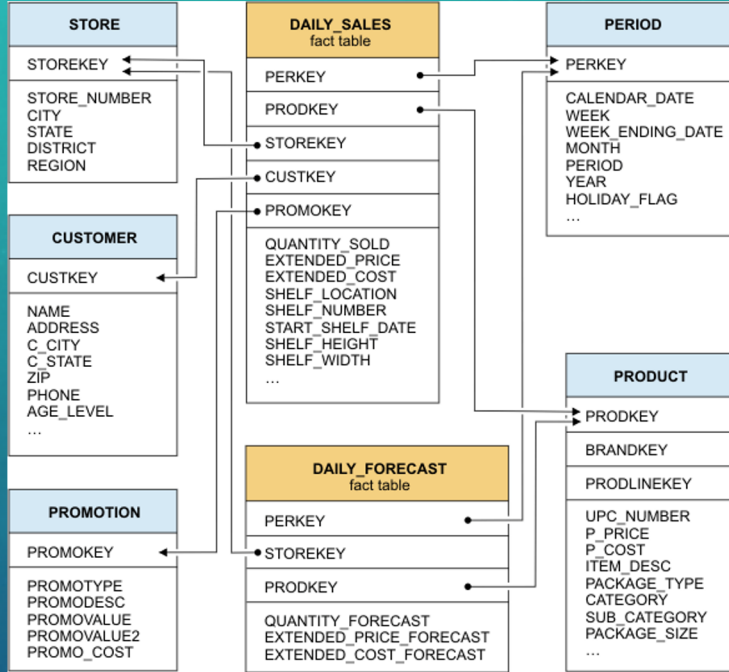 STORE
STOREKEY
STORE_NUMBER
CITY
STATE
DISTRICT
REGION
CUSTOMER
CUSTKEY
NAME
ADDRESS
C_CITY
C_STATE
ZIP
PHONE
AGE_LEVEL
…
PROMOTION
PROMOKEY
PROMOTYPE
PROMODESC
PROMOVALUE
PROMOVALUE2
PROMO_COST
DAILY_SALES
fact table
PERKEY
PRODKEY
STOREKEY
CUSTKEY
PROMOKEY
QUANTITY_SOLD
EXTENDED_PRICE
EXTENDED_COST
SHELF_LOCATION
SHELF_NUMBER
START_SHELF_DATE
SHELF_HEIGHT
SHELF_WIDTH
…
DAILY_FORECAST
fact table
PERKEY
STOREKEY
PRODKEY
QUANTITY_FORECAST
EXTENDED_PRICE_FORECAST
EXTENDED_COST_FORECAST
PERIOD
PERKEY
CALENDAR_DATE
WEEK
WEEK_ENDING_DATE
MONTH
PERIOD
YEAR
HOLIDAY_FLAG
…
PRODUCT
PRODKEY
BRANDKEY
PRODLINEKEY
UPC_NUMBER
P_PRICE
P_COST
ITEM_DESC
PACKAGE_TYPE
CATEGORY
SUB_CATEGORY
PACKAGE_SIZE
…